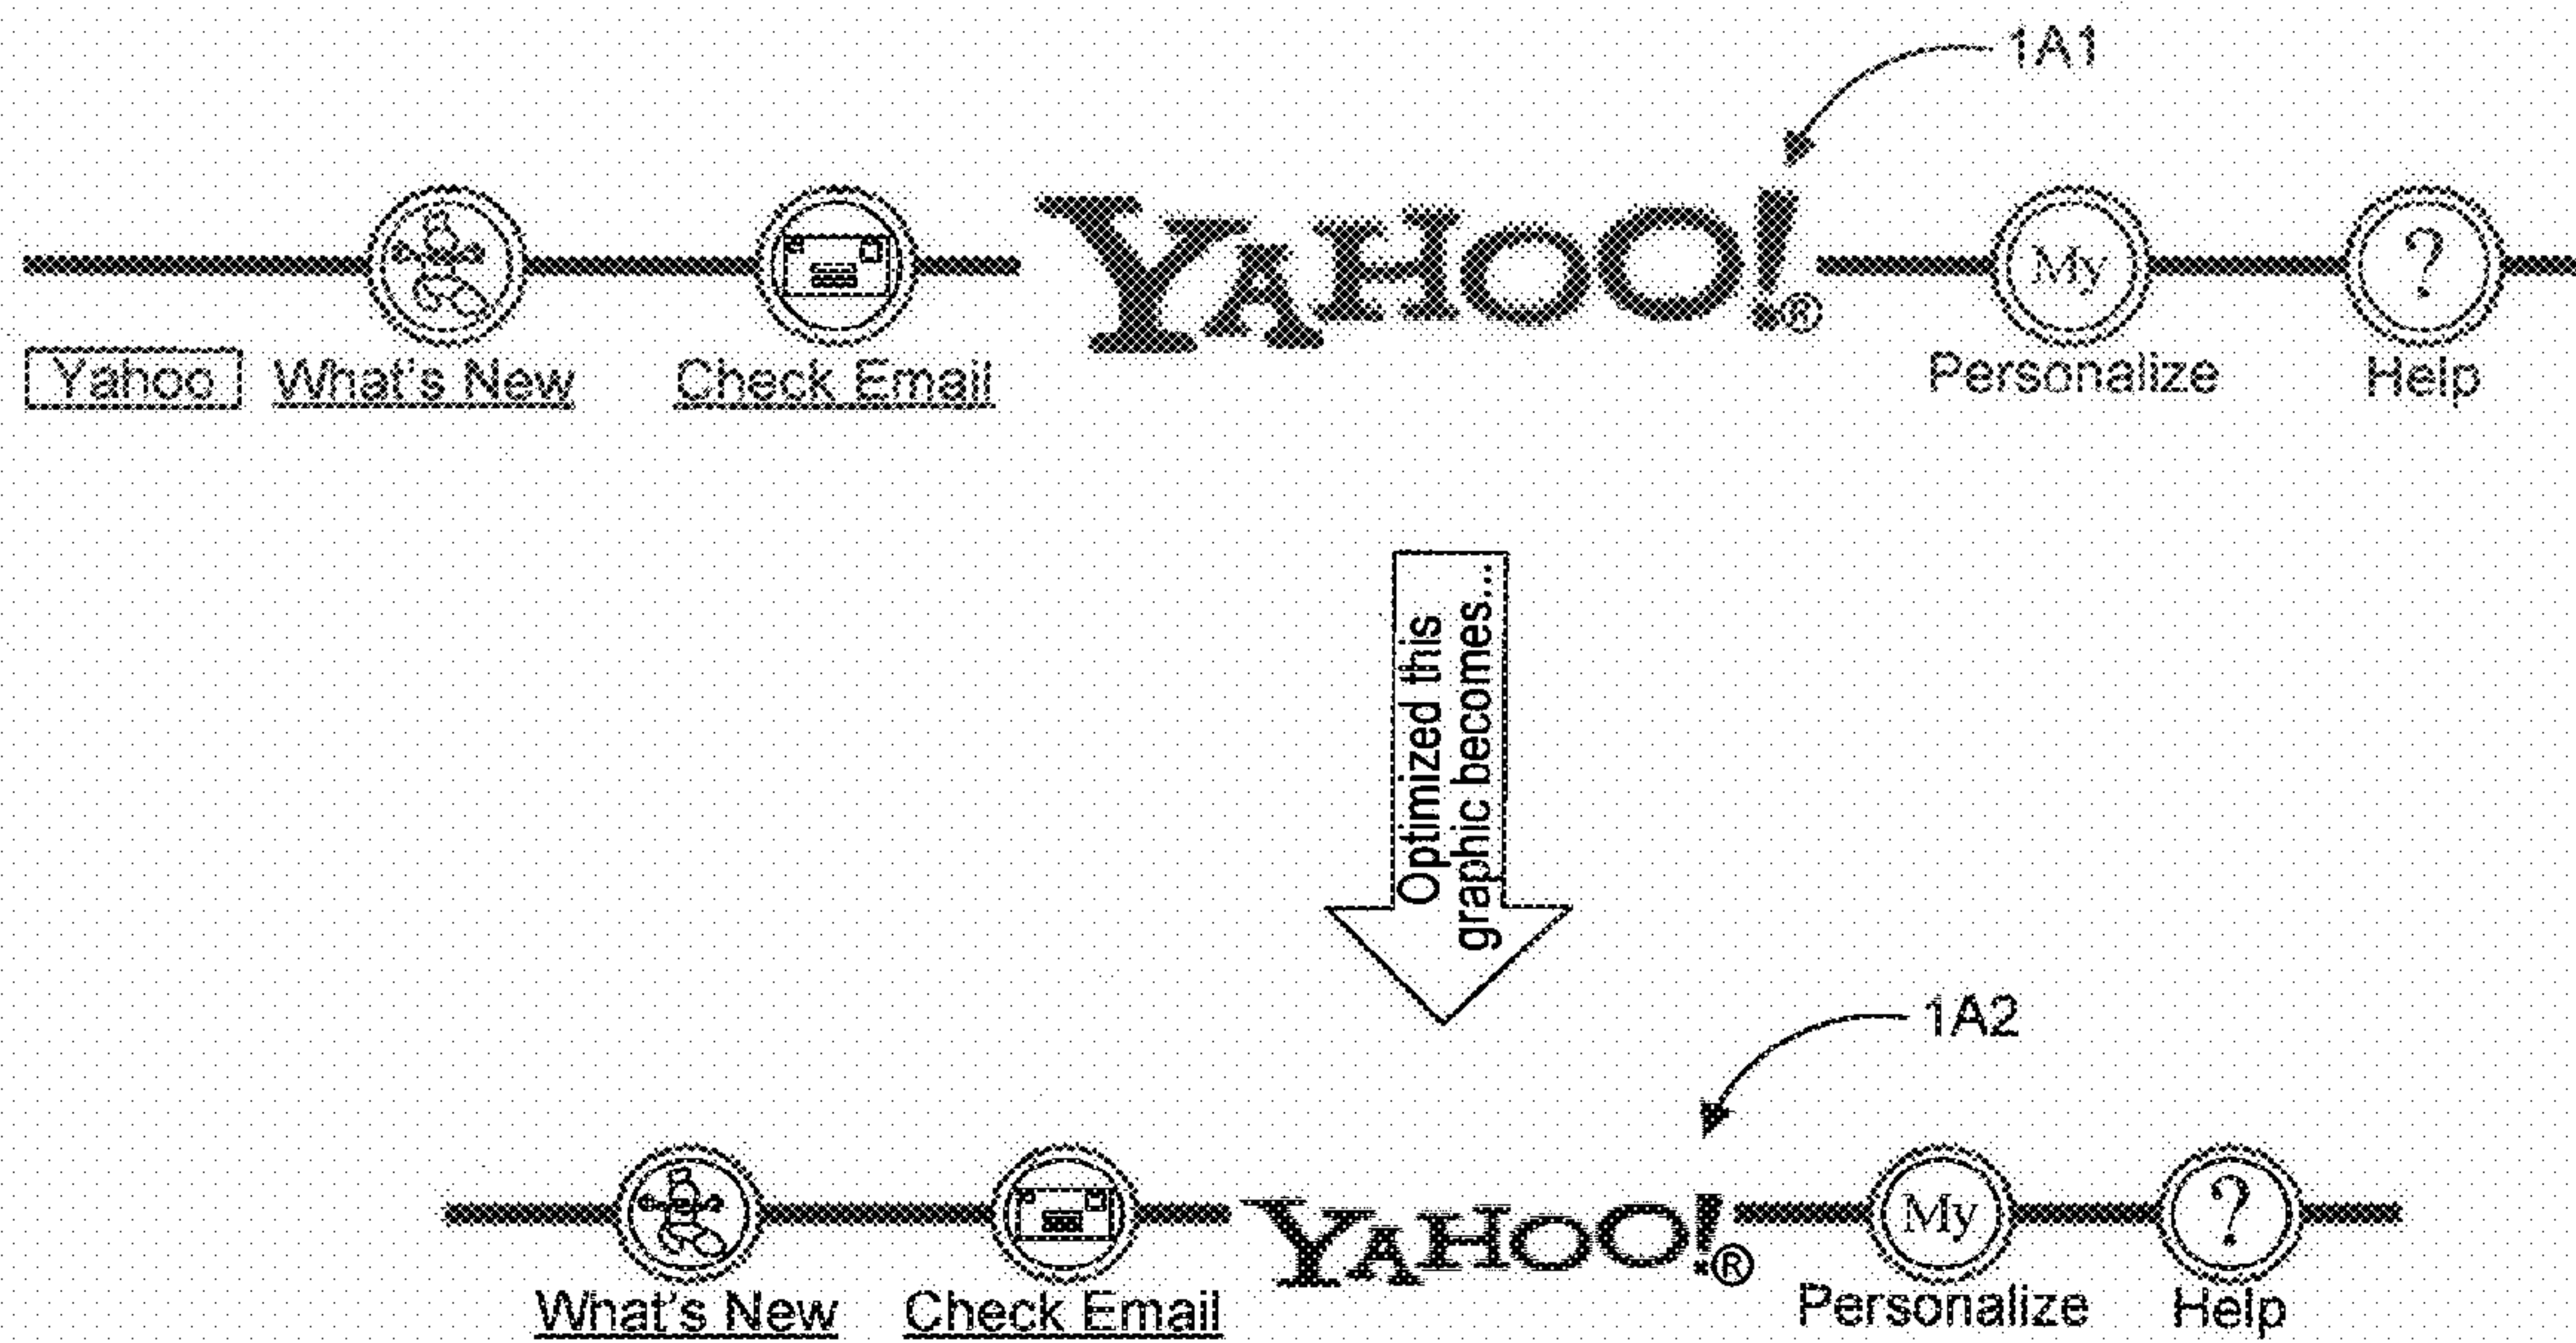 1A1
My ?
YAHOO!®
Yahoo What's New Check Email Personalize Help
Optimized this
graphic becomes...
1A2
My ?
YAHOO!®
What's New Check Email Personalize Help